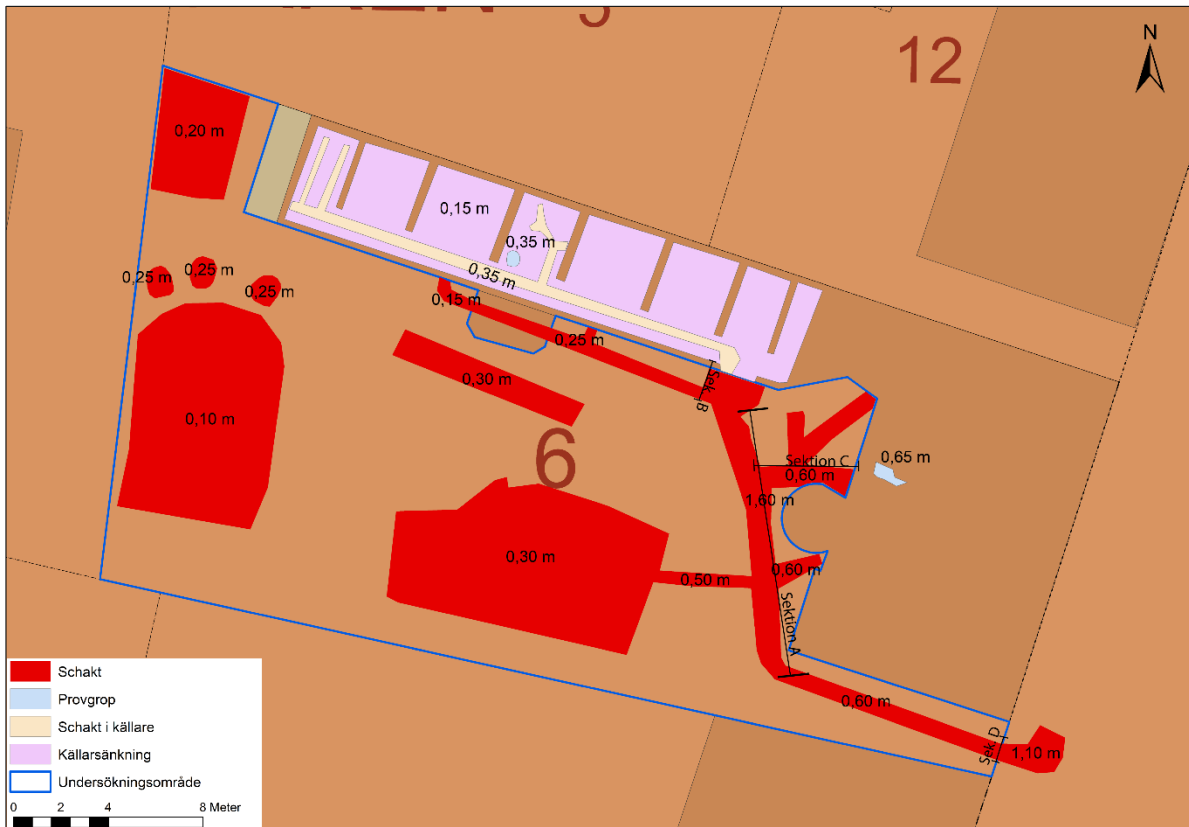 5
12
N
0,20 m
0,15 m
0,35 m
0,35 m
0,25 m
0,25 m
0,25 m
0,15 m
0,25 m
0,30 m
Sek. B
0,10 m
6
Sektion C
0,60 m
0,65 m
1,60 m
0,30 m
0,50 m
0,60 m
Sektion A
0,60 m
Sek. D
1,10 m
Schakt
Provgrop
Schakt i källare
Källarsänkning
Undersökningsområde
0 2 4 8 Meter